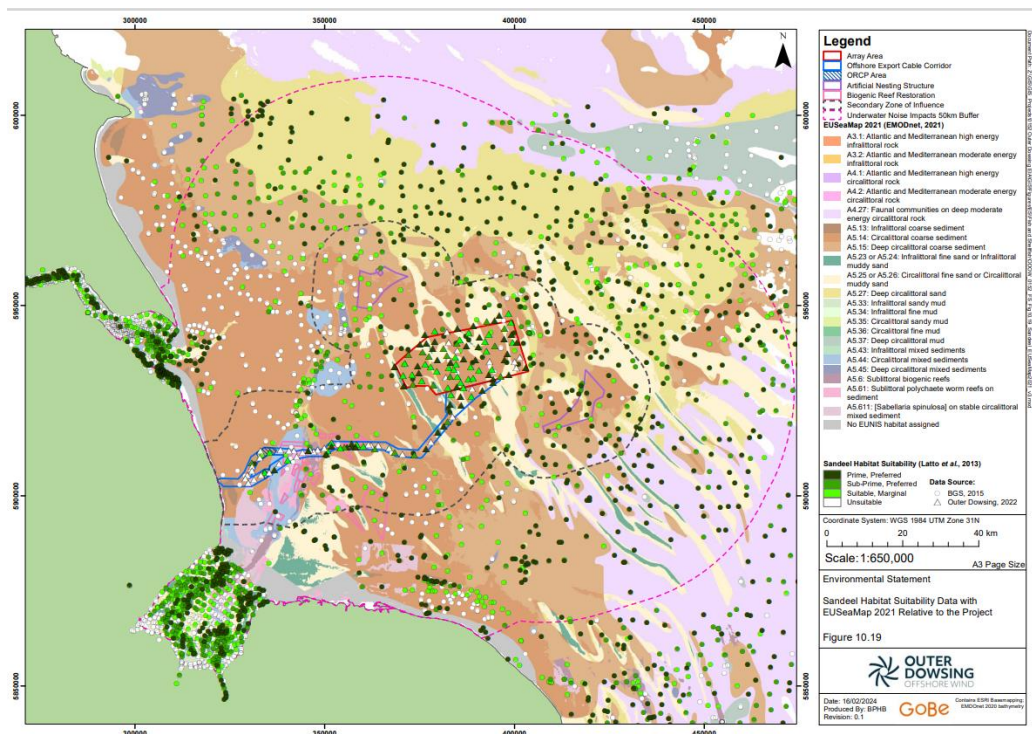 300000
350000
400000
450000
N
6000000
5950000
5900000
5850000
Legend
Array Area
Offshore Export Cable Corridor
ORCP Area
Artificial Nesting Structure
Biogenic Reef Restoration
Secondary Zone of Influence
Underwater Noise Impacts 50km Buffer
EUSeaMap 2021 (EMODnet, 2021)
A3.1: Atlantic and Mediterranean high energy
infralittoral rock
A3.2: Atlantic and Mediterranean moderate energy
infralittoral rock
A4.1: Atlantic and Mediterranean high energy
circalittoral rock
A4.2: Atlantic and Mediterranean moderate energy
circalittoral rock
A4.27: Faunal communities on deep moderate
energy circalittoral rock
A5.13: Infralittoral coarse sediment
A5.14: Circalittoral coarse sediment
A5.15: Deep circalittoral coarse sediment
A5.23 or A5.24: Infralittoral fine sand or Infralittoral
muddy sand
A5.25 or A5.26: Circalittoral fine sand or Circalittoral
muddy sand
A5.27: Deep circalittoral sand
A5.33: Infralittoral sandy mud
A5.34: Infralittoral fine mud
A5.35: Circalittoral sandy mud
A5.36: Circalittoral fine mud
A5.37: Deep circalittoral mud
A5.43: Infralittoral mixed sediments
A5.44: Circalittoral mixed sediments
A5.45: Deep circalittoral mixed sediments
A5.6: Sublittoral biogenic reefs
A5.61: Sublittoral polychaete worm reefs on
sediment
A5.611: [Sabellaria spinulosa] on stable circalittoral
mixed sediment
No EUNIS habitat assigned
Sandeel Habitat Suitability (Latto et al., 2013)
Prime, Preferred
Sub-Prime, Preferred
Suitable, Marginal
Unsuitable
Data Source:
BGS, 2015
Outer Dowsing, 2022
Coordinate System: WGS 1984 UTM Zone 31N
0 20 40 km
Scale: 1:650,000
A3 Page Size
Environmental Statement
Sandeel Habitat Suitability Data with
EUSeaMap 2021 Relative to the Project
Figure 10.19
OUTER
DOWSING
OFFSHORE WIND
Date: 16/02/2024
Produced By: BPHB
Revision: 0.1
GoBe
Contains ESRI Basemapping;
EMODnet 2020 bathymetry
300000
350000
400000
450000